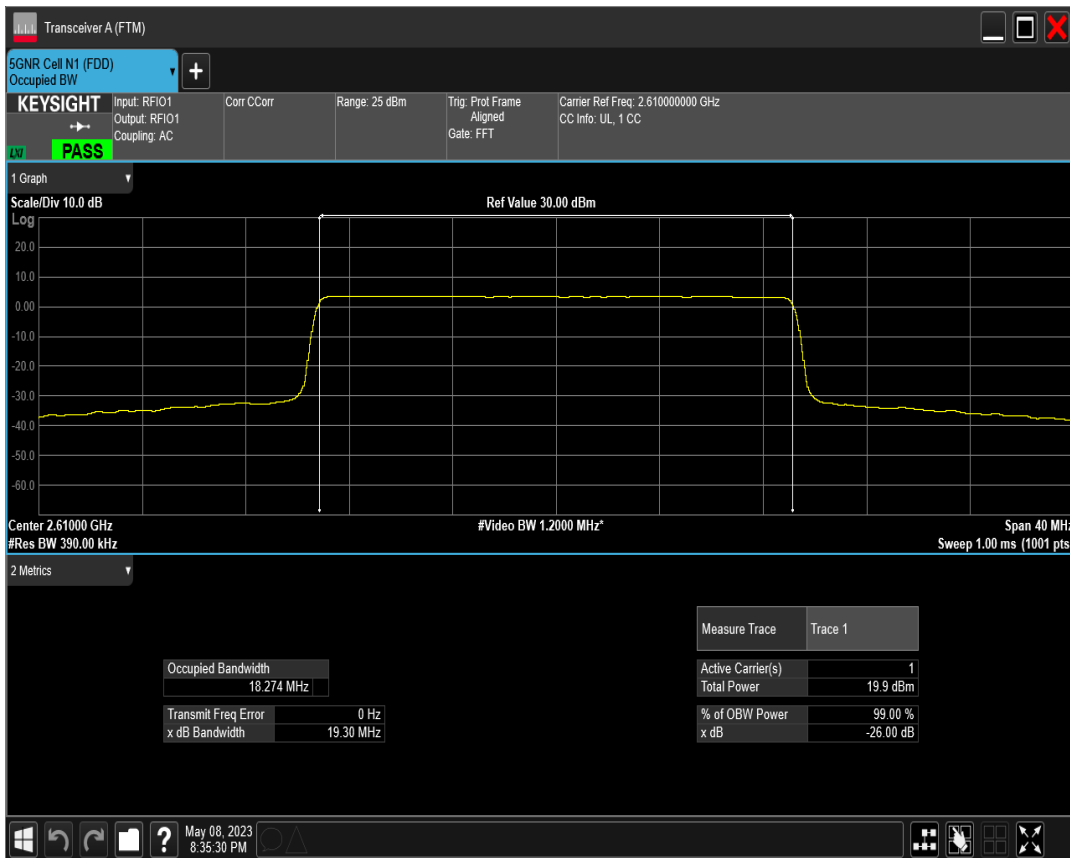 Transceiver A (FTM)
5GNR Cell N1 (FDD)
Occupied BW
+
KEYSIGHT
LXI
PASS
Input: RFIO1
Output: RFIO1
Coupling: AC
Corr CCorr
Range: 25 dBm
Trig: Prot Frame
Aligned
Gate: FFT
Carrier Ref Freq: 2.610000000 GHz
CC Info: UL, 1 CC
1 Graph
Scale/Div 10.0 dB
Ref Value 30.00 dBm
Log
20.0
10.0
0.00
-10.0
-20.0
-30.0
-40.0
-50.0
-60.0
Center 2.61000 GHz
#Video BW 1.2000 MHz*
Span 40 MHz
#Res BW 390.00 kHz
Sweep 1.00 ms (1001 pts
2 Metrics
Measure Trace Trace 1
Occupied Bandwidth
18.274 MHz
Active Carrier(s) 1
Total Power 19.9 dBm
Transmit Freq Error 0 Hz
x dB Bandwidth 19.30 MHz
% of OBW Power 99.00 %
x dB -26.00 dB
?
May 08, 2023
8:35:30 PM